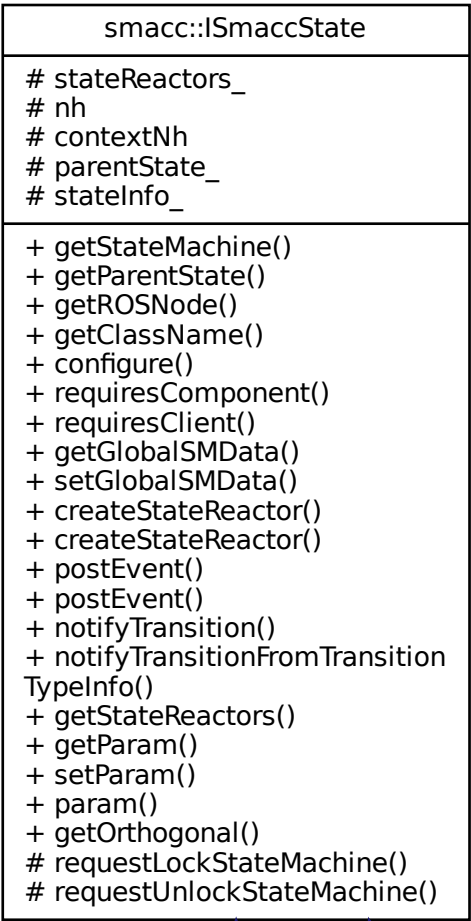 smacc::ISmaccState
# stateReactors_
# nh
# contextNh
# parentState_
# stateInfo_
+ getStateMachine()
+ getParentState()
+ getROSNode()
+ getClassName()
+ configure()
+ requiresComponent()
+ requiresClient()
+ getGlobalSMData()
+ setGlobalSMData()
+ createStateReactor()
+ createStateReactor()
+ postEvent()
+ postEvent()
+ notifyTransition()
+ notifyTransitionFromTransition
TypeInfo()
+ getStateReactors()
+ getParam()
+ setParam()
+ param()
+ getOrthogonal()
# requestLockStateMachine()
# requestUnlockStateMachine()